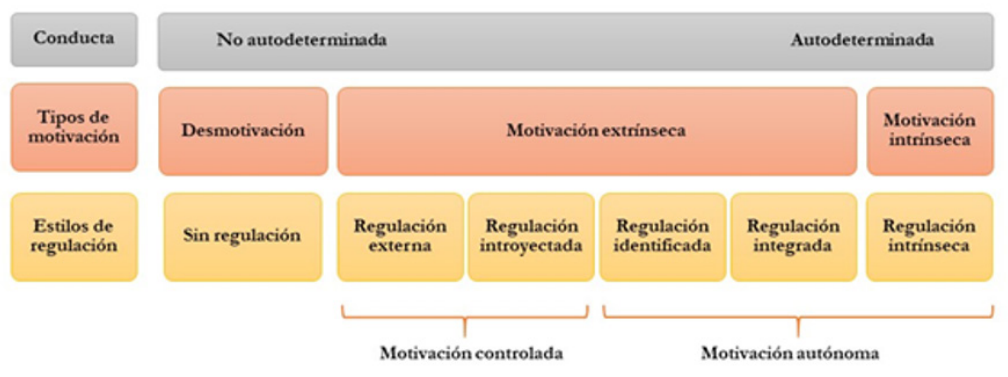 Conducta
No autodeterminada
Autodeterminada
Tipos de
motivación
Desmotivación
Motivación extrínseca
Motivación
intrínseca
Estilos de
regulación
Sin regulación
Regulación
externa
Regulación
introyectada
Regulación
identificada
Regulación
integrada
Regulación
intrínseca
Motivación controlada
Motivación autónoma